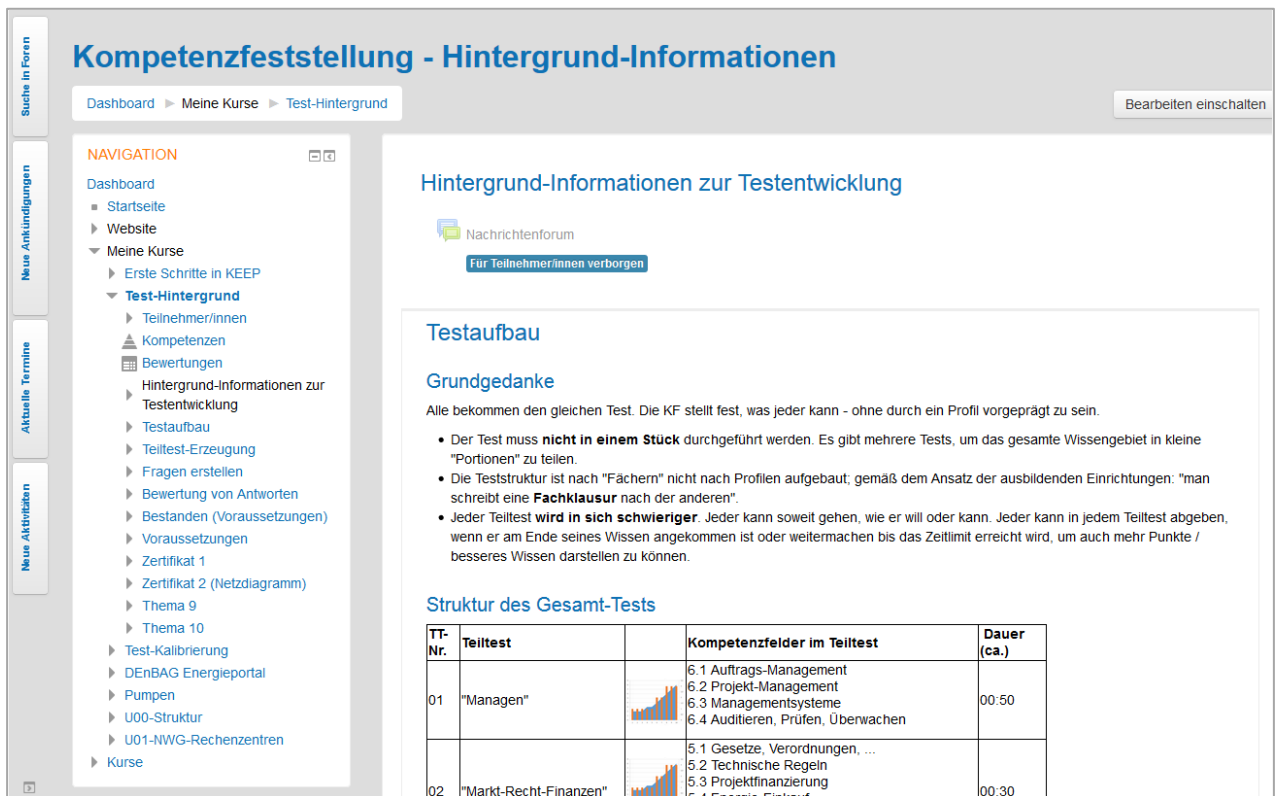 Suche in Foren
Neue Ankündigungen
Aktuelle Termine
Neue Aktivitäten
Kompetenzfeststellung - Hintergrund-Informationen
Dashboard Meine Kurse Test-Hintergrund
Bearbeiten einschalten
NAVIGATION
Dashboard
Startseite
Website
Meine Kurse
Erste Schritte in KEEP
Test-Hintergrund
Teilnehmer/innen
Kompetenzen
Bewertungen
Hintergrund-Informationen zur
Testentwicklung
Testaufbau
Teiltest-Erzeugung
Fragen erstellen
Bewertung von Antworten
Bestanden (Voraussetzungen)
Voraussetzungen
Zertifikat 1
Zertifikat 2 (Netzdiagramm)
Thema 9
Thema 10
Test-Kalibrierung
DEnBAG Energieportal
Pumpen
U00-Struktur
U01-NWG-Rechenzentren
Kurse
Hintergrund-Informationen zur Testentwicklung
Nachrichtenforum
Für Teilnehmer/innen verborgen
Testaufbau
Grundgedanke
Alle bekommen den gleichen Test. Die KF stellt fest, was jeder kann - ohne durch ein Profil vorgeprägt zu sein.
• Der Test muss nicht in einem Stück durchgeführt werden. Es gibt mehrere Tests, um das gesamte Wissengebiet in kleine
"Portionen" zu teilen.
• Die Teststruktur ist nach "Fächern" nicht nach Profilen aufgebaut; gemäß dem Ansatz der ausbildenden Einrichtungen: "man
schreibt eine Fachklausur nach der anderen".
• Jeder Teiltest wird in sich schwieriger. Jeder kann soweit gehen, wie er will oder kann. Jeder kann in jedem Teiltest abgeben,
wenn er am Ende seines Wissen angekommen ist oder weitermachen bis das Zeitlimit erreicht wird, um auch mehr Punkte /
besseres Wissen darstellen zu können.
Struktur des Gesamt-Tests
TT-
Nr.
Teiltest
Kompetenzfelder im Teiltest
Dauer
(ca.)
01
"Managen"
6.1 Auftrags-Management
6.2 Projekt-Management
6.3 Managementsysteme
6.4 Auditieren, Prüfen, Überwachen
00:50
02
"Markt-Recht-Finanzen"
5.1 Gesetze, Verordnungen, ...
5.2 Technische Regeln
5.3 Projektfinanzierung
5.4 Energie-Einkauf
00:30